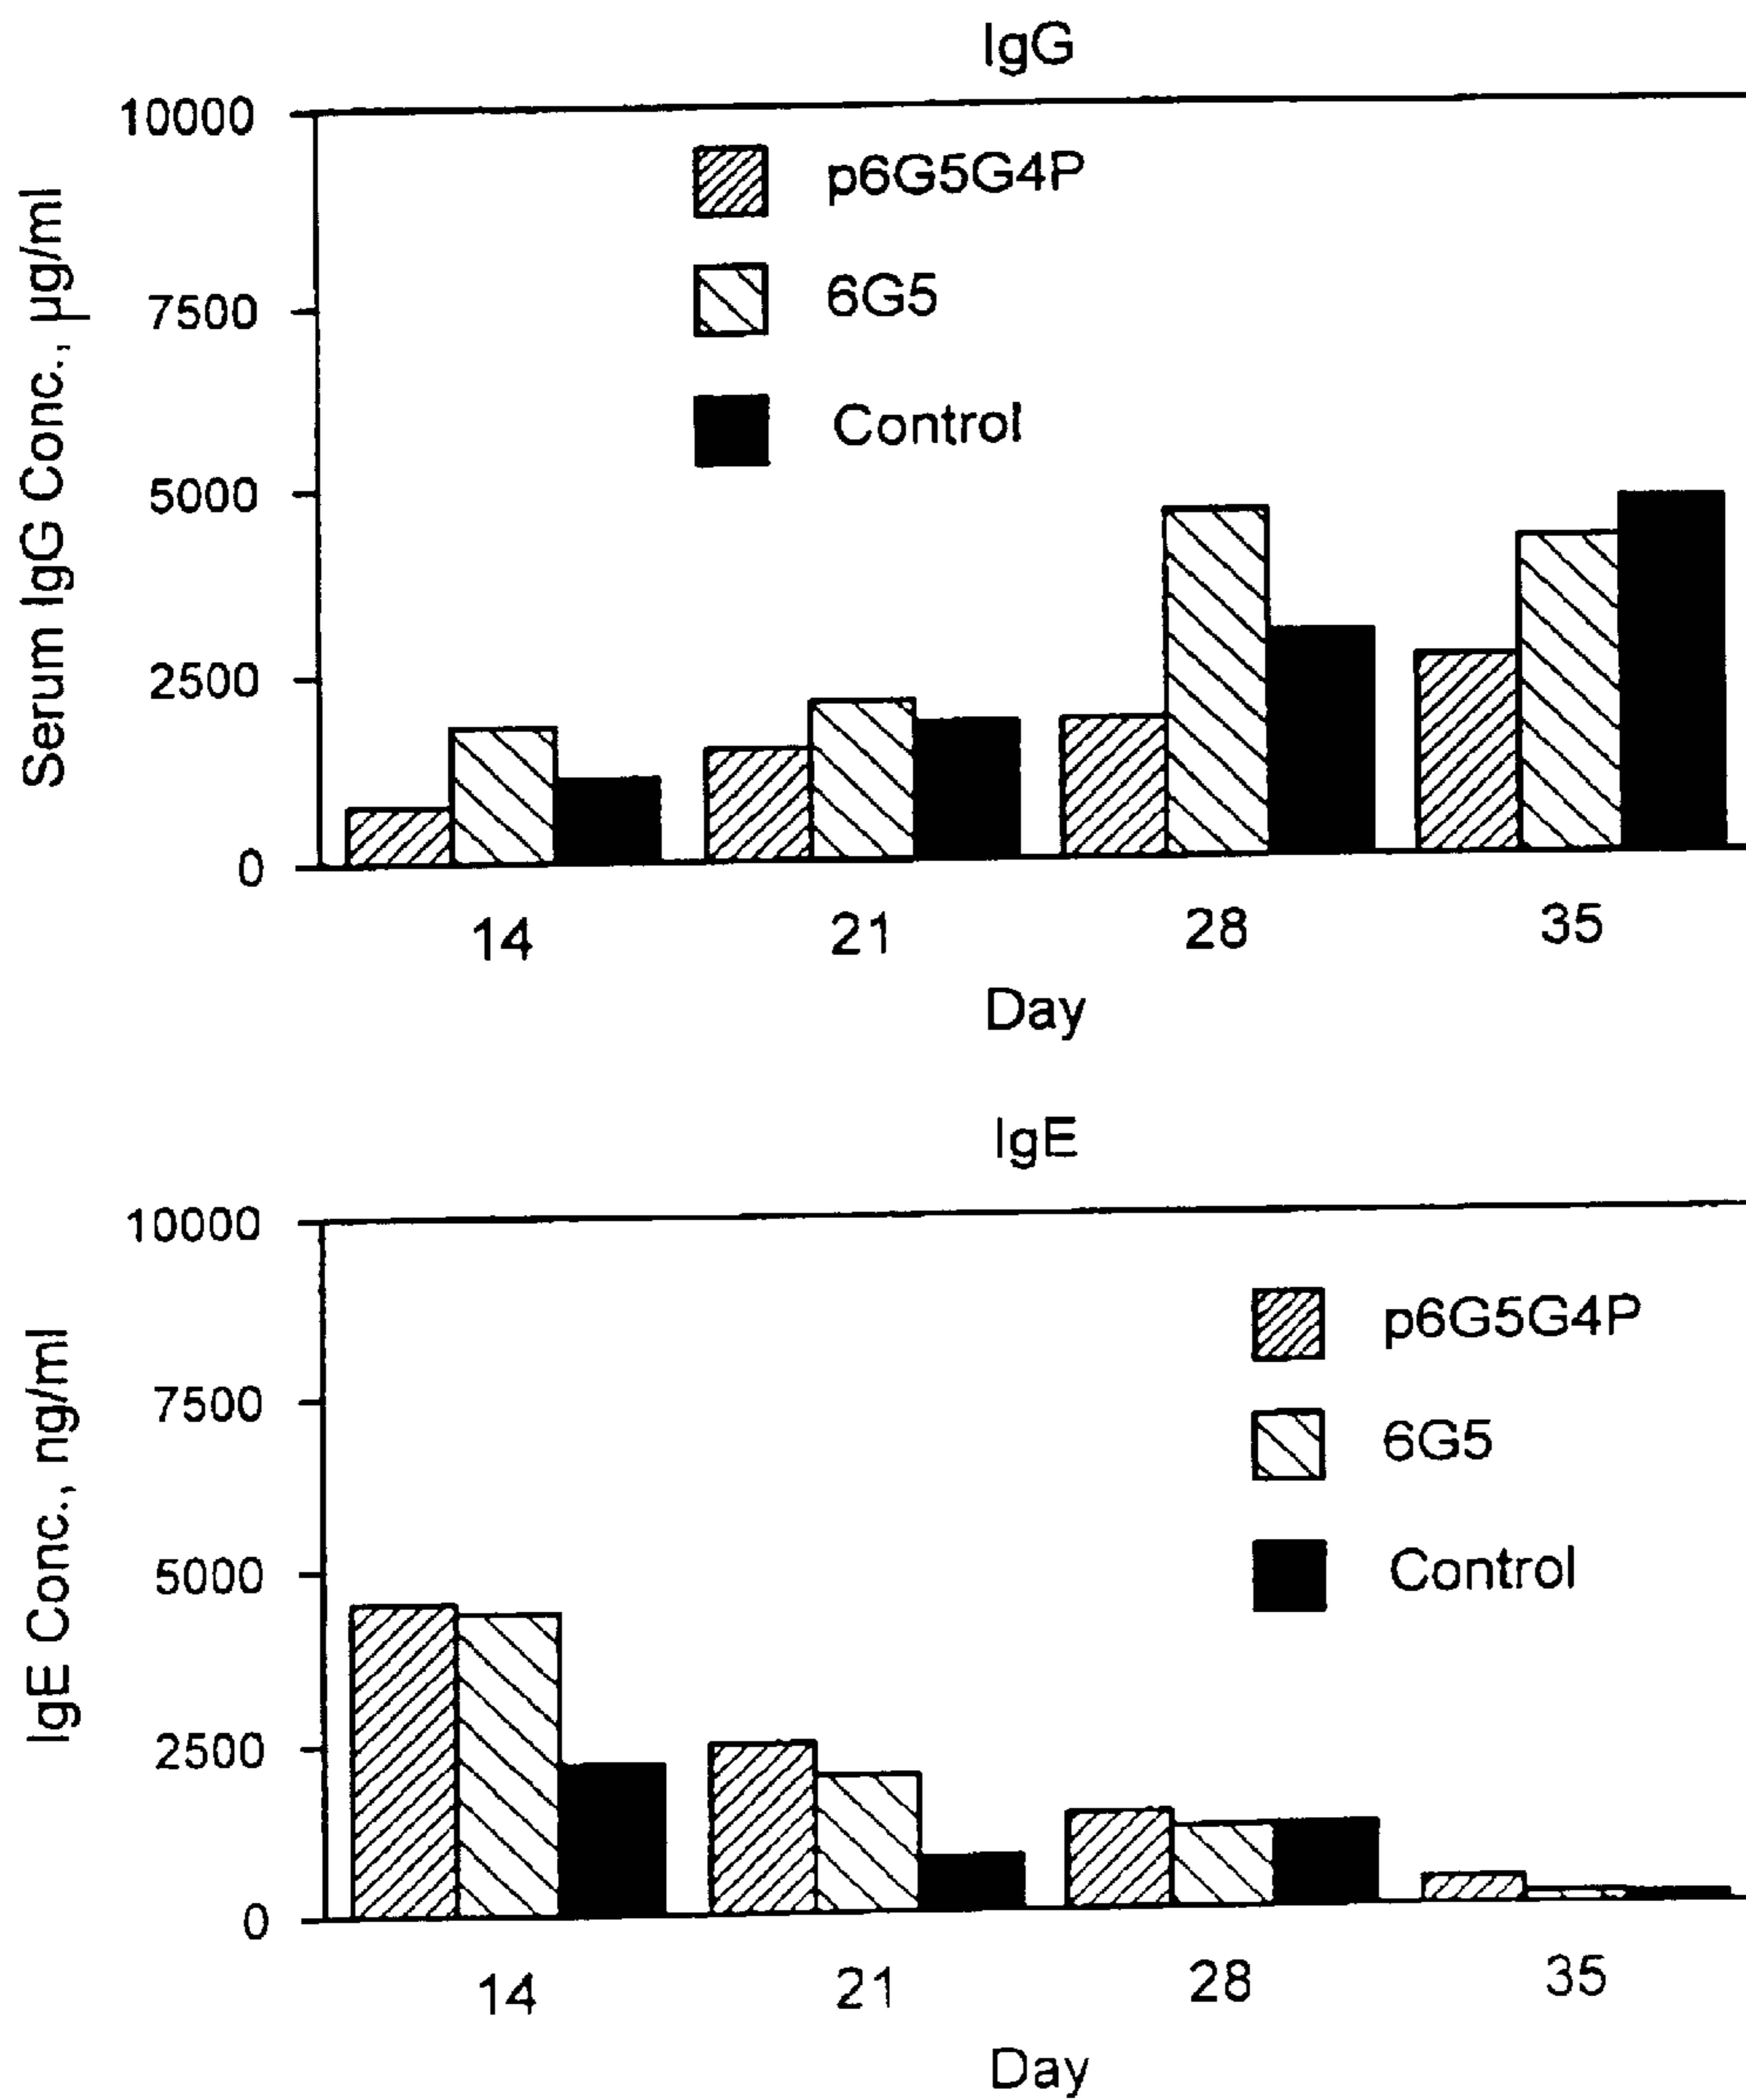 IgG
Serum IgG Conc., µg/ml
10000
7500
5000
2500
0
p6G5G4P
6G5
Control
14 21 28 35
Day
IgE
IgE Conc., ng/ml
10000
7500
5000
2500
0
p6G5G4P
6G5
Control
14 21 28 35
Day